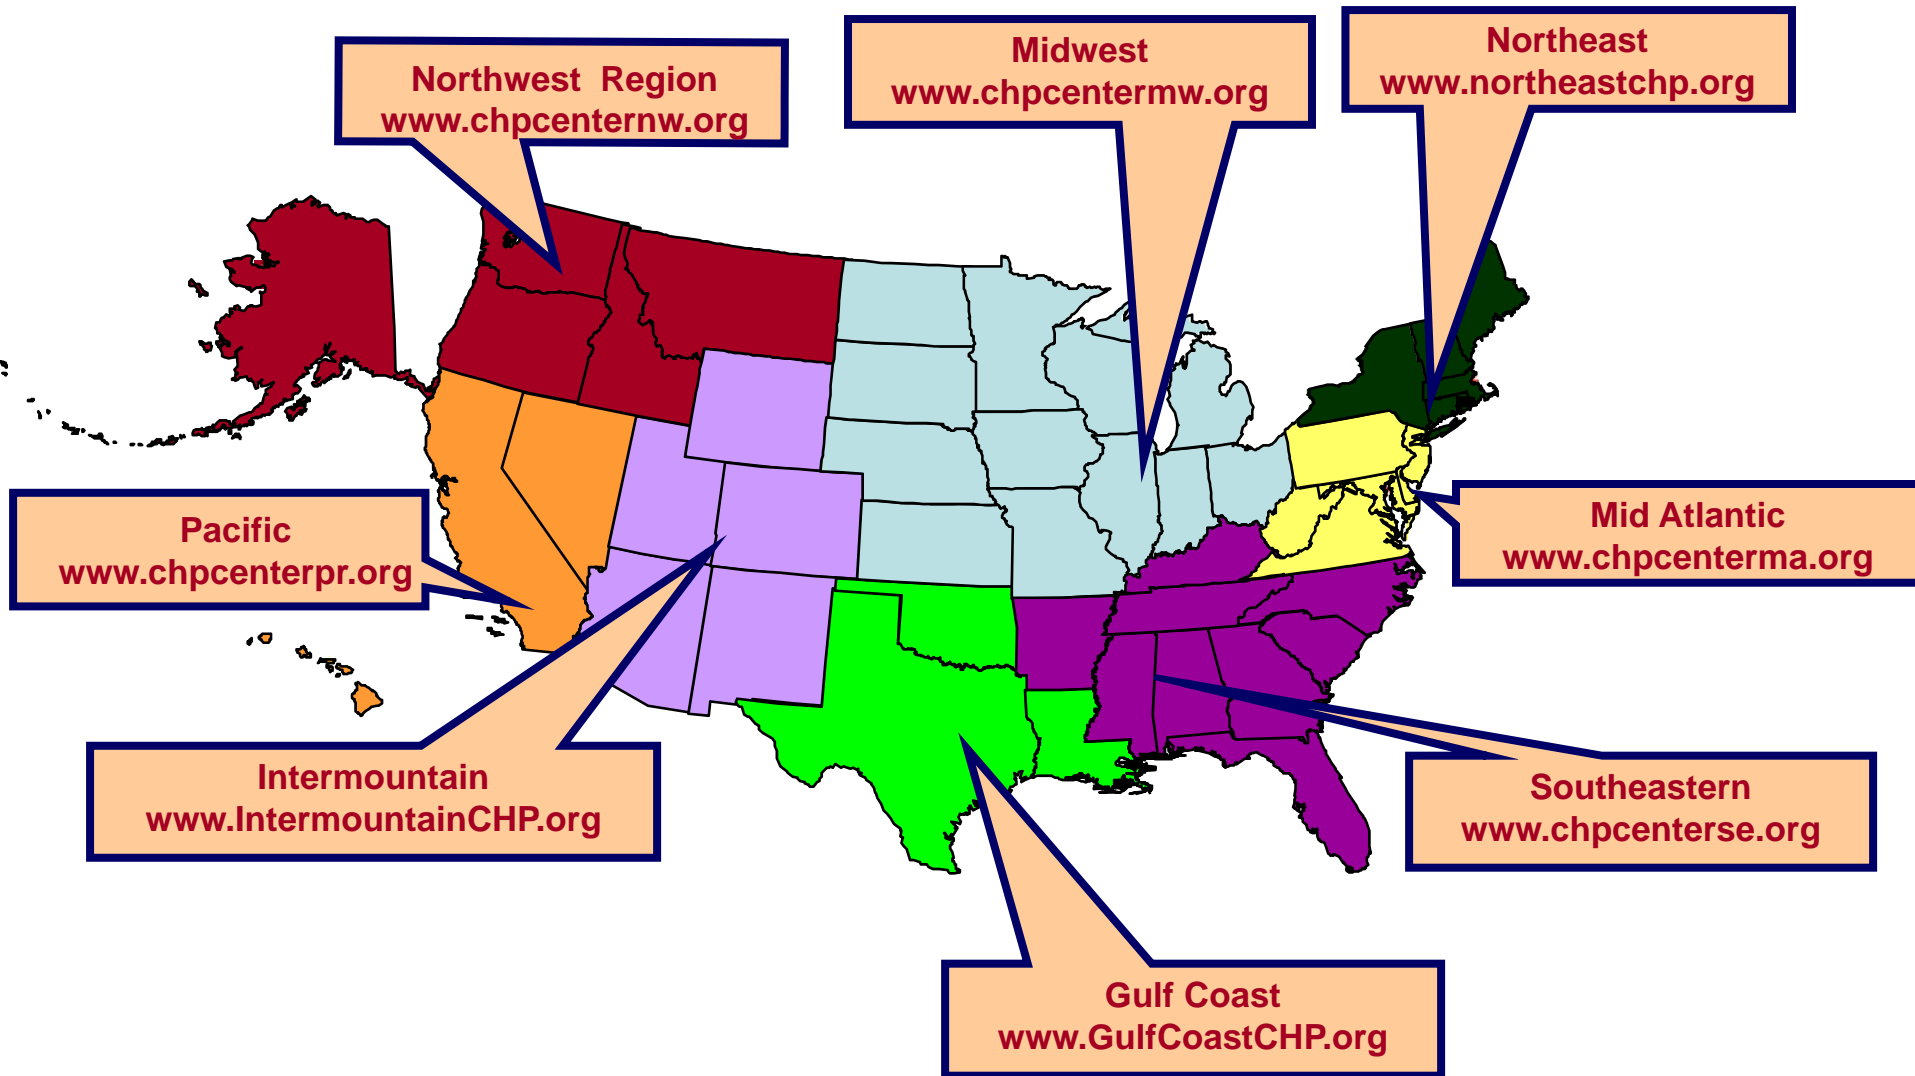 Northwest  Region
www.chpcenternw.org
Midwest
www.chpcentermw.org
Northeast
www.northeastchp.org
Pacific
www.chpcenterpr.org
Mid Atlantic
www.chpcenterma.org
Intermountain
www.IntermountainCHP.org
Southeastern
www.chpcenterse.org
Gulf Coast
www.GulfCoastCHP.org